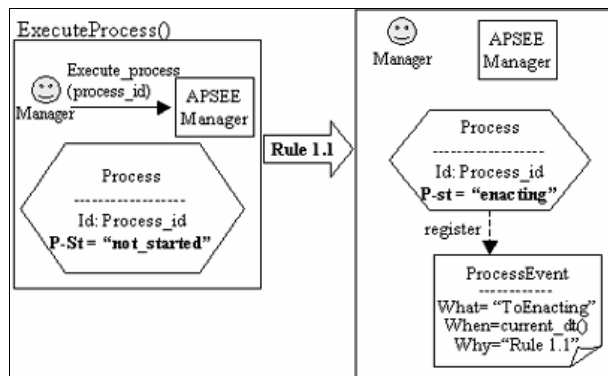 ExecuteProcess()
Execute_process
(process_id)
Manager
APSEE
Manager
Process
------------------
Id: Process_id
P-St = “not_started”
Rule 1.1
Manager
APSEE
Manager
Process
------------------
Id: Process_id
P-st = “enacting”
register
ProcessEvent
------------
What= “ToEnacting”
When=current_dt()
Why=“Rule 1.1”